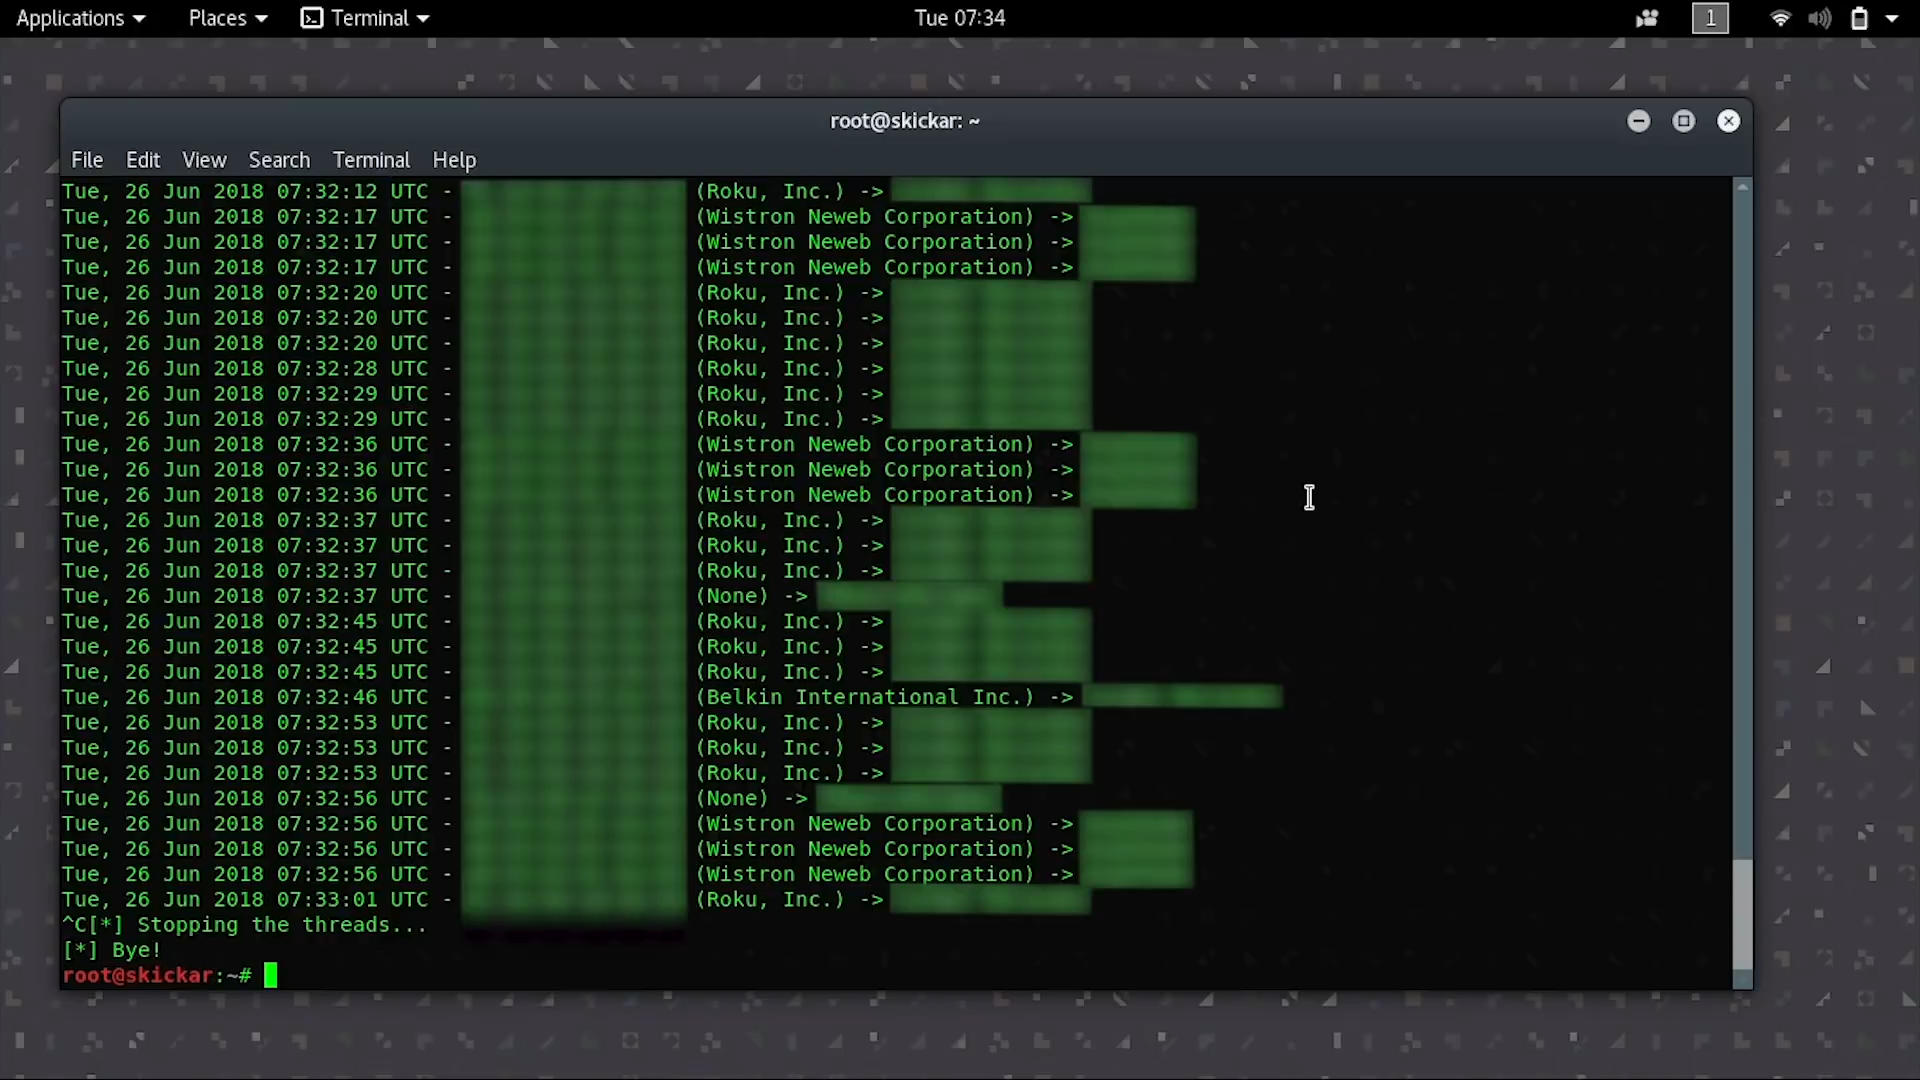 Applications Places Terminal Tue 07:34 1
root@skickar: ~
File Edit View Search Terminal Help
Tue, 26 Jun 2018 07:32:12 UTC - (Roku, Inc.) ->
Tue, 26 Jun 2018 07:32:17 UTC - (Wistron Neweb Corporation) ->
Tue, 26 Jun 2018 07:32:17 UTC - (Wistron Neweb Corporation) ->
Tue, 26 Jun 2018 07:32:17 UTC - (Wistron Neweb Corporation) ->
Tue, 26 Jun 2018 07:32:20 UTC - (Roku, Inc.) ->
Tue, 26 Jun 2018 07:32:20 UTC - (Roku, Inc.) ->
Tue, 26 Jun 2018 07:32:20 UTC - (Roku, Inc.) ->
Tue, 26 Jun 2018 07:32:28 UTC - (Roku, Inc.) ->
Tue, 26 Jun 2018 07:32:29 UTC - (Roku, Inc.) ->
Tue, 26 Jun 2018 07:32:29 UTC - (Roku, Inc.) ->
Tue, 26 Jun 2018 07:32:36 UTC - (Wistron Neweb Corporation) ->
Tue, 26 Jun 2018 07:32:36 UTC - (Wistron Neweb Corporation) ->
Tue, 26 Jun 2018 07:32:36 UTC - (Wistron Neweb Corporation) ->
Tue, 26 Jun 2018 07:32:37 UTC - (Roku, Inc.) ->
Tue, 26 Jun 2018 07:32:37 UTC - (Roku, Inc.) ->
Tue, 26 Jun 2018 07:32:37 UTC - (Roku, Inc.) ->
Tue, 26 Jun 2018 07:32:37 UTC - (None) ->
Tue, 26 Jun 2018 07:32:45 UTC - (Roku, Inc.) ->
Tue, 26 Jun 2018 07:32:45 UTC - (Roku, Inc.) ->
Tue, 26 Jun 2018 07:32:45 UTC - (Roku, Inc.) ->
Tue, 26 Jun 2018 07:32:46 UTC - (Belkin International Inc.) ->
Tue, 26 Jun 2018 07:32:53 UTC - (Roku, Inc.) ->
Tue, 26 Jun 2018 07:32:53 UTC - (Roku, Inc.) ->
Tue, 26 Jun 2018 07:32:53 UTC - (Roku, Inc.) ->
Tue, 26 Jun 2018 07:32:56 UTC - (None) ->
Tue, 26 Jun 2018 07:32:56 UTC - (Wistron Neweb Corporation) ->
Tue, 26 Jun 2018 07:32:56 UTC - (Wistron Neweb Corporation) ->
Tue, 26 Jun 2018 07:32:56 UTC - (Wistron Neweb Corporation) ->
Tue, 26 Jun 2018 07:33:01 UTC - (Roku, Inc.) ->
^C[*] Stopping the threads...
[*] Bye!
root@skickar:~#